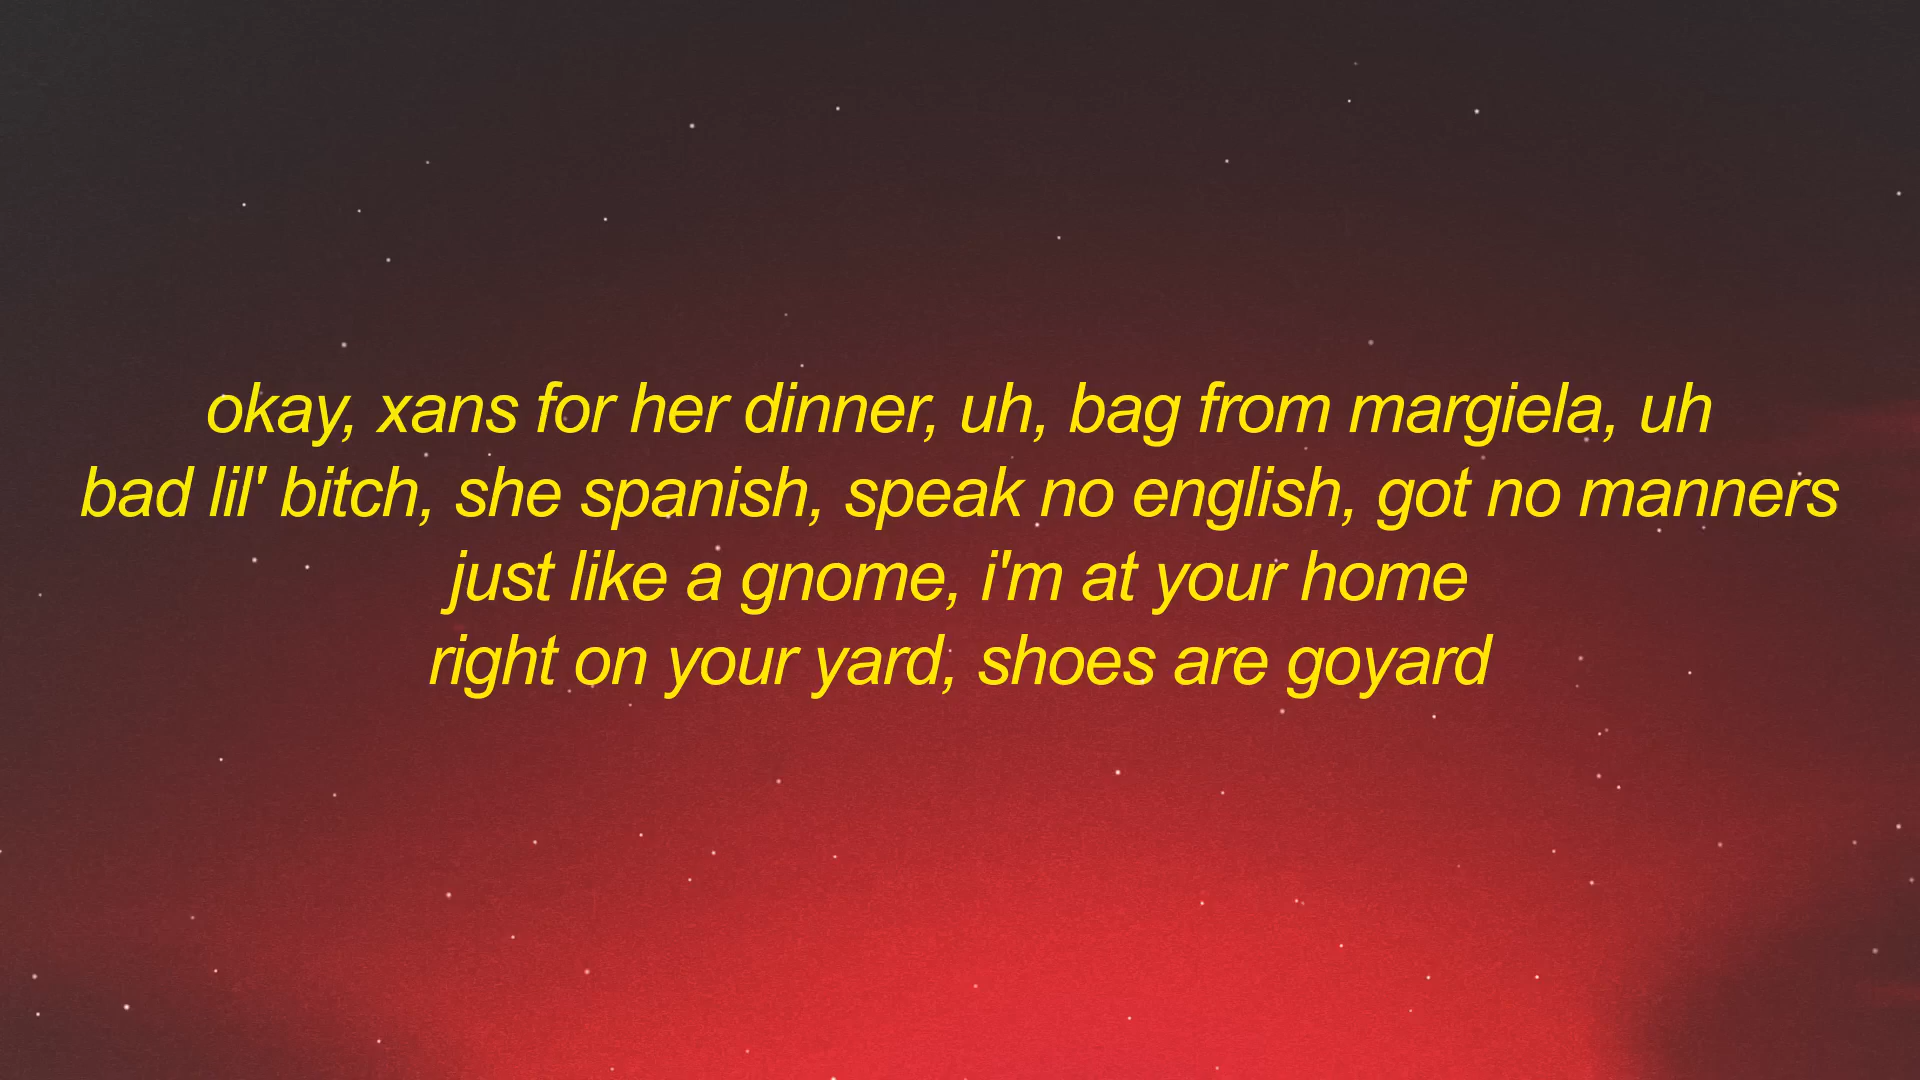 okay, xans for her dinner, uh, bag from margiela, uh
bad lil' bitch, she spanish, speak no english, got no manners
just like a gnome, i'm at your home
right on your yard, shoes are goyard